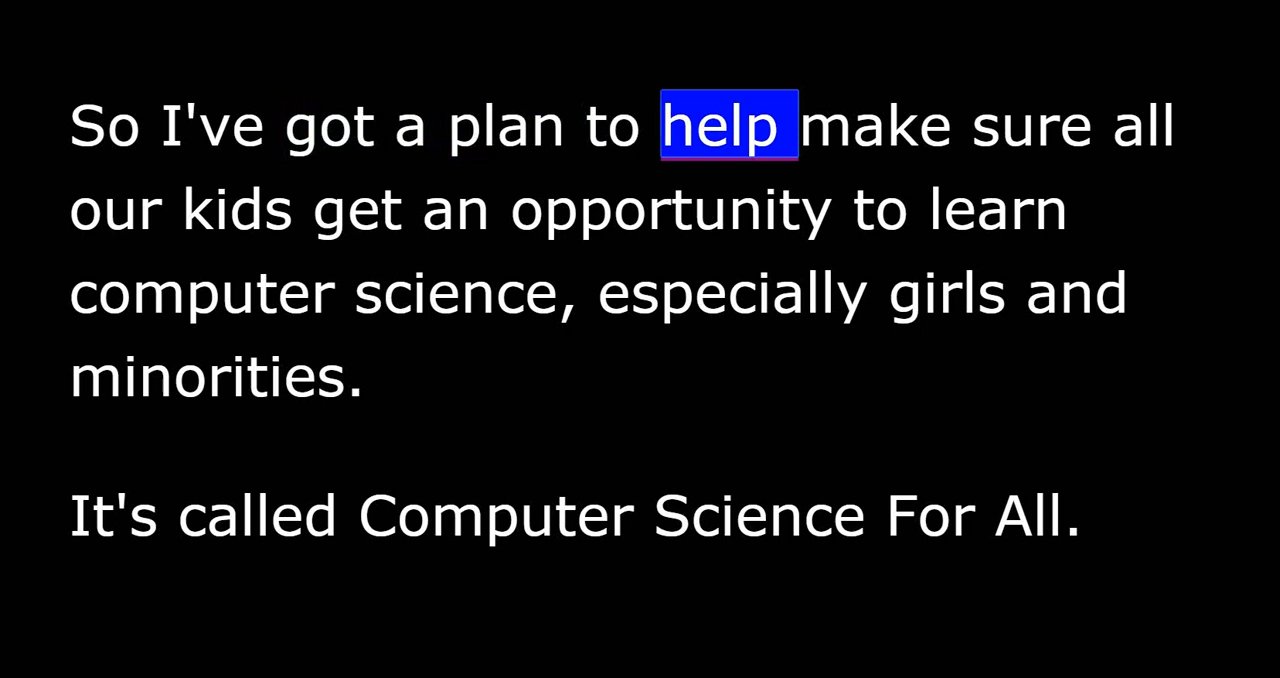 So I've got a plan to help make sure all
our kids get an opportunity to learn
computer science, especially girls and
minorities.
It's called Computer Science For All.